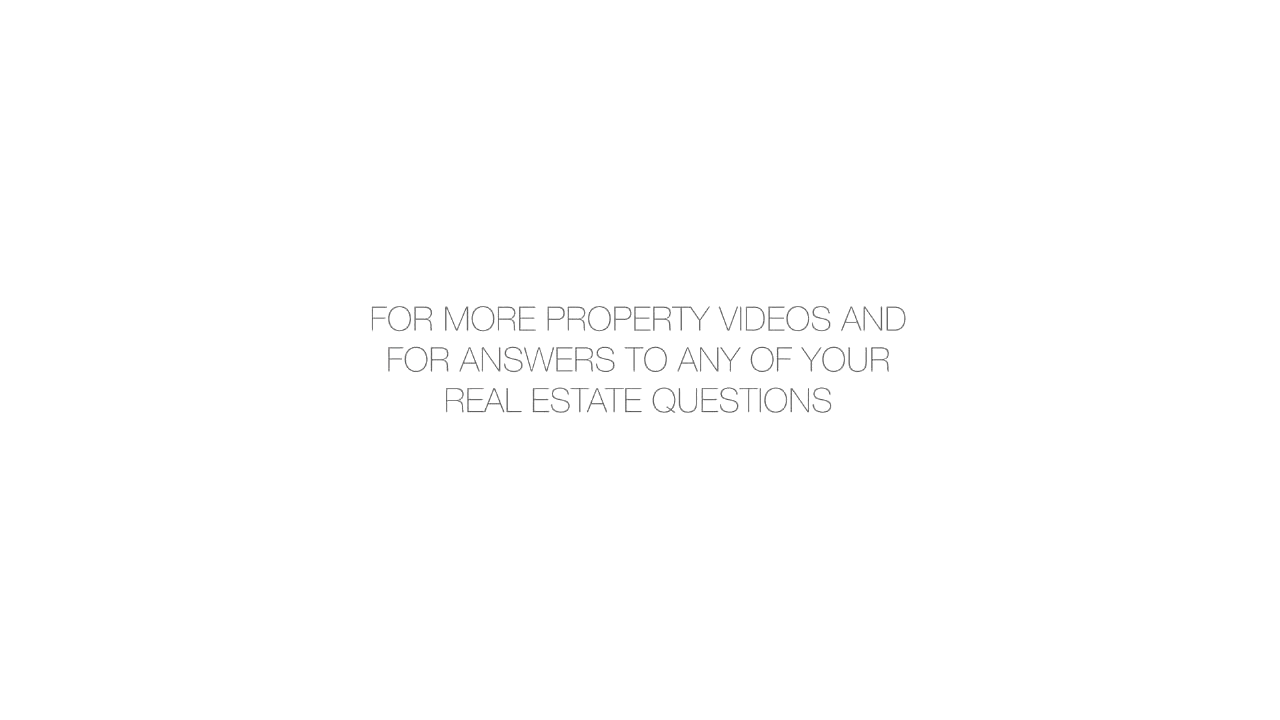 FOR MORE PROPERTY VIDEOS AND
FOR ANSWERS TO ANY OF YOUR
REAL ESTATE QUESTIONS